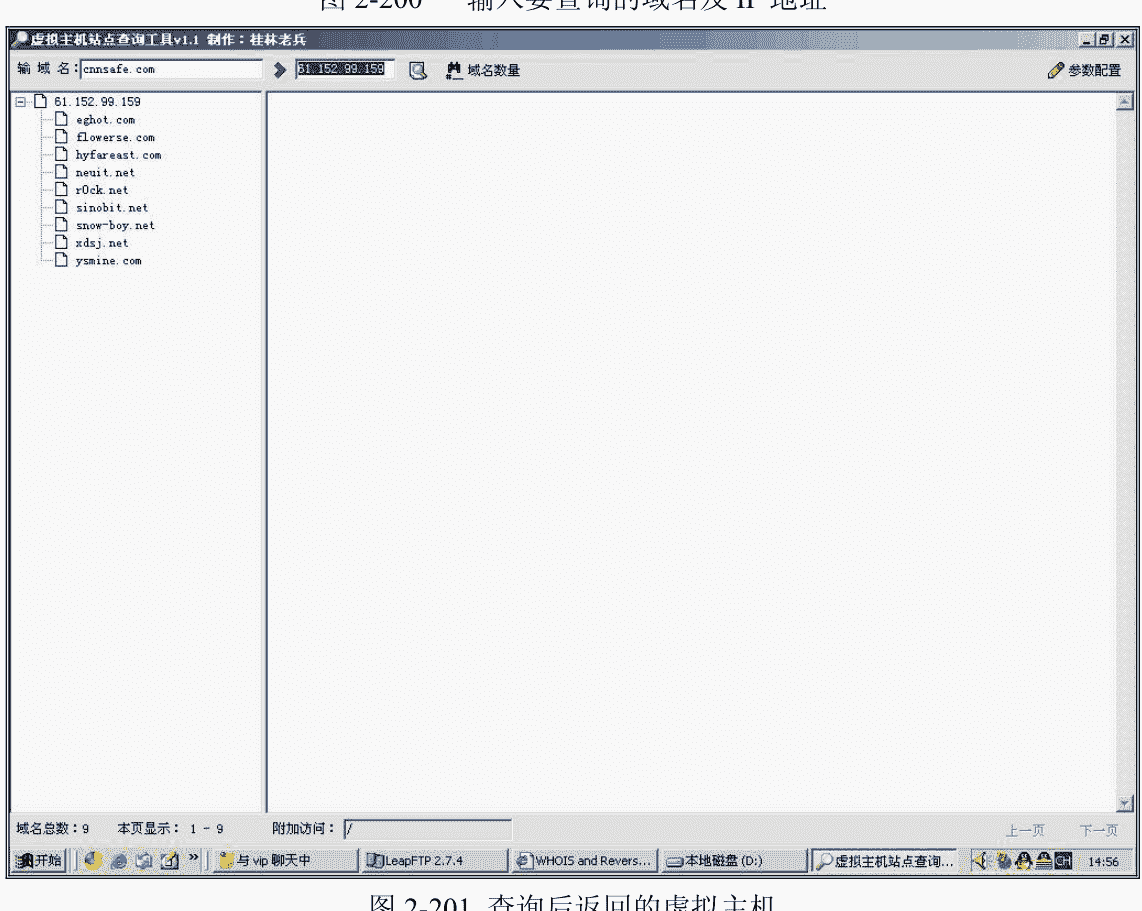 图 2-200 输入要查询的域名及 IP 地址
虚拟主机站点查询工具v1.1 制作：桂林老兵
输 域 名： cnnsafe.com 61.152.99.159 域名数量 参数配置
61.152.99.159
eghot.com
flowerse.com
hyfareast.com
neuit.net
r0ck.net
sinobit.net
snow-boy.net
xdsj.net
ysmine.com
域名总数：9 本页显示： 1 - 9 附加访问： / 上一页 下一页
开始 » 与 vip 聊天中 LeapFTP 2.7.4 WHOIS and Revers... 本地磁盘 (D:) 虚拟主机站点查询... CH 14:56
图 2-201 查询后返回的虚拟主机